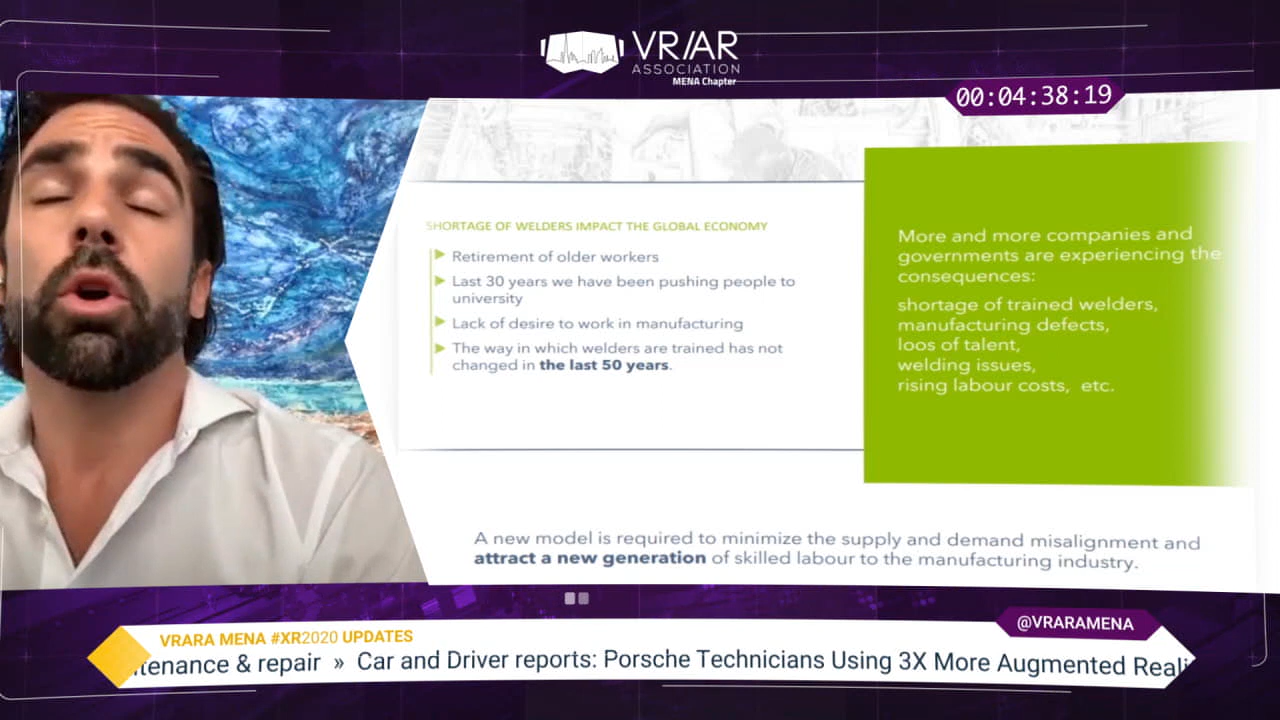 VR/AR
ASSOCIATION
MENA Chapter
00:04:38:19
SHORTAGE OF WELDERS IMPACT THE GLOBAL ECONOMY
Retirement of older workers
Last 30 years we have been pushing people to
university
Lack of desire to work in manufacturing
The way in which welders are trained has not
changed in the last 50 years.
More and more companies and
governments are experiencing the
consequences:
shortage of trained welders,
manufacturing defects,
loos of talent,
welding issues,
rising labour costs, etc.
A new model is required to minimize the supply and demand misalignment and
attract a new generation of skilled labour to the manufacturing industry.
@VRARAMENA
VRARA MENA #XR2020 UPDATES
& repair » Car and Driver reports: Porsche Technicians Using 3X More Augmented